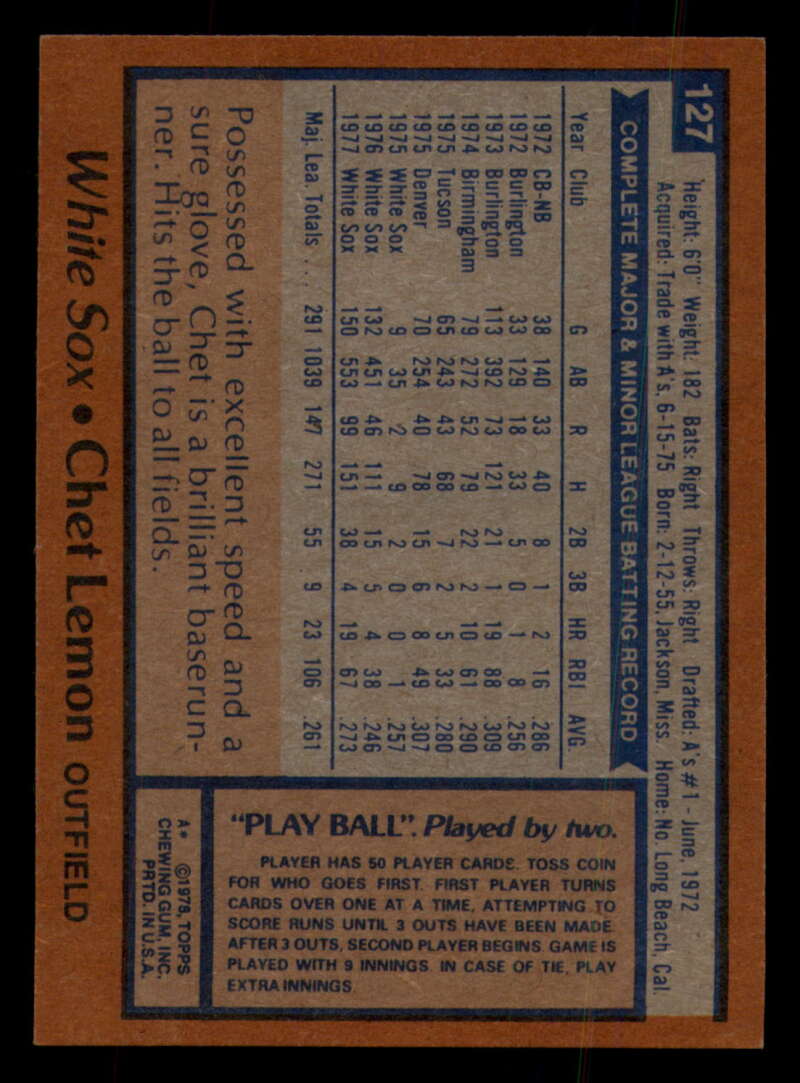 127
Height: 6'0" Weight: 182 Bats: Right Throws: Right Drafted: A's #1 - June, 1972
Acquired: Trade with A's, 6-15-75 Born: 2-12-55, Jackson, Miss. Home: No. Long Beach, Cal.
COMPLETE MAJOR & MINOR LEAGUE BATTING RECORD
Year Club G AB R H 2B 3B HR RBI AVG.
1972 CB-NB 38 140 33 40 8 1 2 16 .286
1972 Burlington 33 129 18 33 5 0 1 8 .256
1973 Burlington 113 392 73 121 21 1 19 88 .309
1974 Birmingham 79 272 52 79 22 2 10 61 .290
1975 Tucson 65 243 43 68 7 2 5 33 .280
1975 Denver 70 254 40 78 15 6 8 49 .307
1975 White Sox 9 35 2 9 2 0 0 1 .257
1976 White Sox 132 451 46 111 15 5 4 38 .246
1977 White Sox 150 553 99 151 38 4 19 67 .273
Maj. Lea. Totals . . . 291 1039 147 271 55 9 23 106 .261
Possessed with excellent speed and a
sure glove, Chet is a brilliant baserun-
ner. Hits the ball to all fields.
White Sox • Chet Lemon OUTFIELD
"PLAY BALL". Played by two.
PLAYER HAS 50 PLAYER CARDS. TOSS COIN
FOR WHO GOES FIRST. FIRST PLAYER TURNS
CARDS OVER ONE AT A TIME, ATTEMPTING TO
SCORE RUNS UNTIL 3 OUTS HAVE BEEN MADE.
AFTER 3 OUTS, SECOND PLAYER BEGINS. GAME IS
PLAYED WITH 9 INNINGS. IN CASE OF TIE, PLAY
EXTRA INNINGS.
A* ©1978, TOPPS
CHEWING GUM, INC.
PRTD. IN U.S.A.